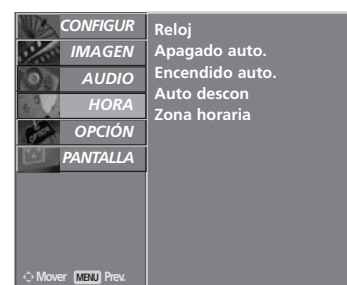 CONFIGUR
IMAGEN
AUDIO
HORA
OPCIÓN
PANTALLA
Reloj
Apagado auto.
Encendido auto.
Auto descon
Zona horaria
Mover MENU Prev.